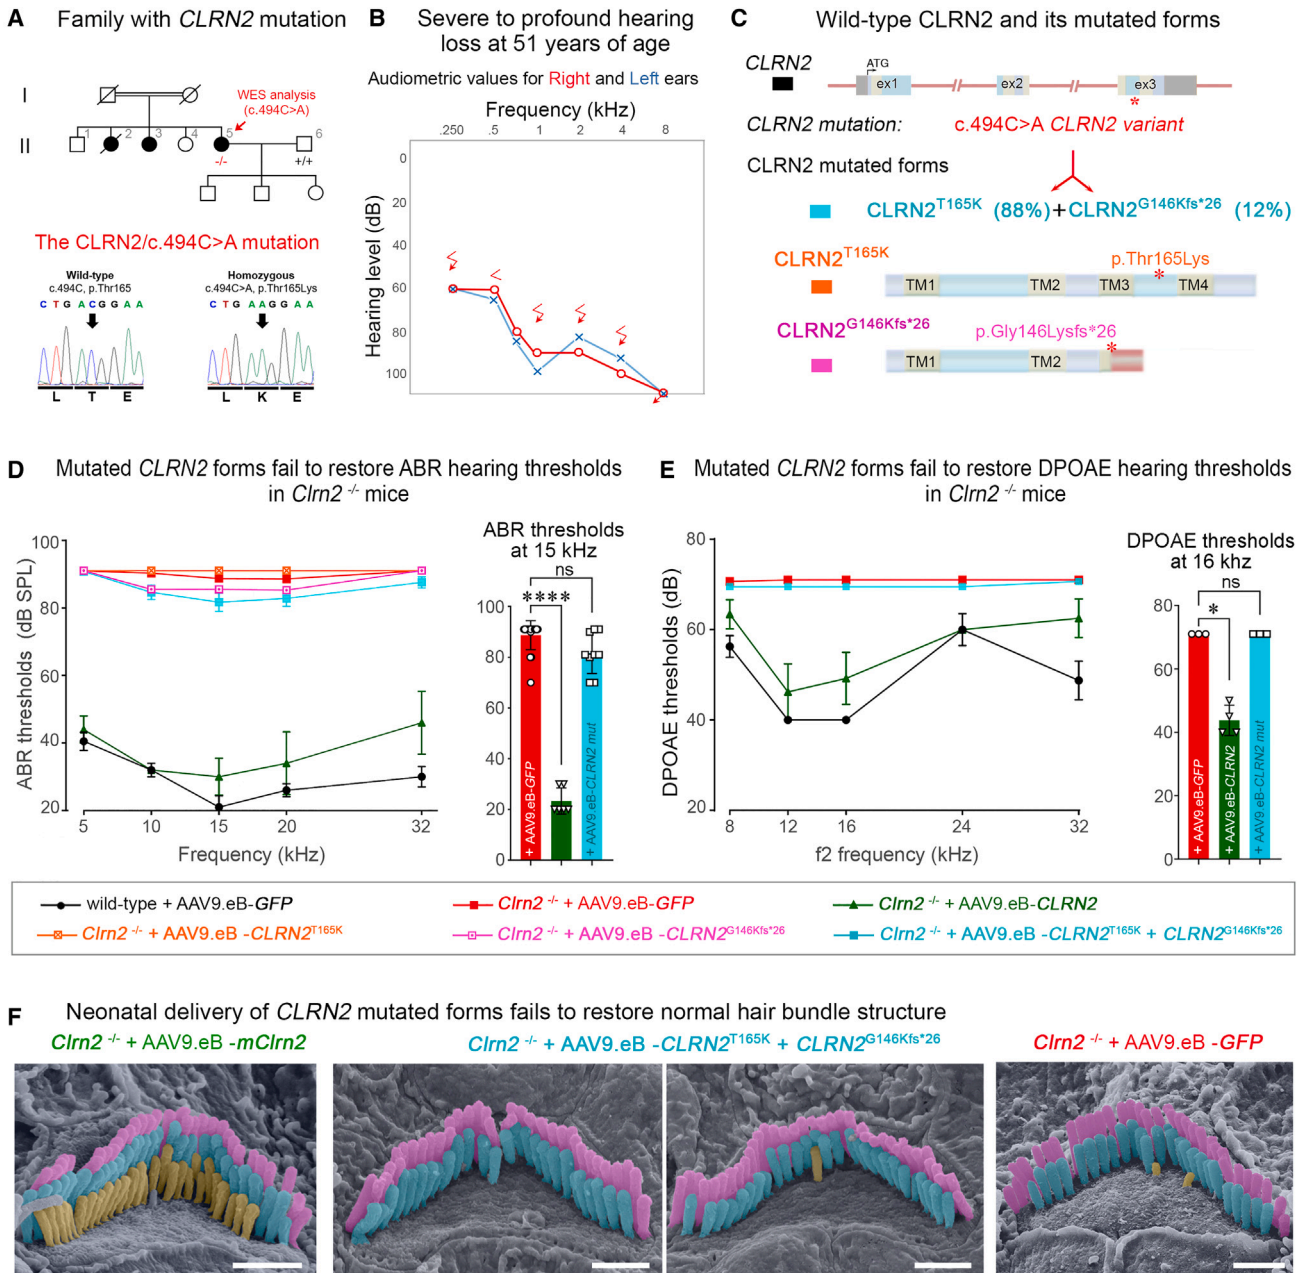 A Family with CLRN2 mutation
I
II
1
2
3
4
5
6
WES analysis
(c.494C>A)
-/-
+/+
The CLRN2/c.494C>A mutation
Wild-type
c.494C, p.Thr165
C T G A C G G A A
L T E
Homozygous
c.494C>A, p.Thr165Lys
C T G A A G G A A
L K E
B Severe to profound hearing
loss at 51 years of age
Audiometric values for Right and Left ears
Frequency (kHz)
.250 .5 1 2 4 8
Hearing level (dB)
0
20
40
60
80
100
C Wild-type CLRN2 and its mutated forms
CLRN2
ATG
ex1
ex2
ex3
*
CLRN2 mutation: c.494C>A CLRN2 variant
CLRN2 mutated forms
CLRN2T165K (88%)+CLRN2G146Kfs*26 (12%)
CLRN2T165K
p.Thr165Lys
*
TM1 TM2 TM3 TM4
CLRN2G146Kfs*26
p.Gly146Lysfs*26
*
TM1 TM2
D Mutated CLRN2 forms fail to restore ABR hearing thresholds
in Clrn2 -/- mice
ABR thresholds (dB SPL)
100
80
60
40
20
5 10 15 20 32
Frequency (kHz)
ABR thresholds
at 15 kHz
ns
****
100
80
60
40
20
0
+ AAV9.eB-GFP
+ AAV9.eB-CLRN2 mut
E Mutated CLRN2 forms fail to restore DPOAE hearing thresholds
in Clrn2 -/- mice
DPOAE thresholds (dB)
80
60
40
20
8 12 16 24 32
f2 frequency (kHz)
DPOAE thresholds
at 16 khz
ns
*
80
60
40
20
0
+ AAV9.eB-GFP
+ AAV9.eB-CLRN2
+ AAV9.eB-CLRN2 mut
wild-type + AAV9.eB-GFP
Clrn2 -/- + AAV9.eB-GFP
Clrn2 -/- + AAV9.eB-CLRN2
Clrn2 -/- + AAV9.eB -CLRN2T165K
Clrn2 -/- + AAV9.eB -CLRN2G146Kfs*26
Clrn2 -/- + AAV9.eB -CLRN2T165K + CLRN2G146Kfs*26
F Neonatal delivery of CLRN2 mutated forms fails to restore normal hair bundle structure
Clrn2 -/- + AAV9.eB -mClrn2
Clrn2 -/- + AAV9.eB -CLRN2T165K + CLRN2G146Kfs*26
Clrn2 -/- + AAV9.eB -GFP